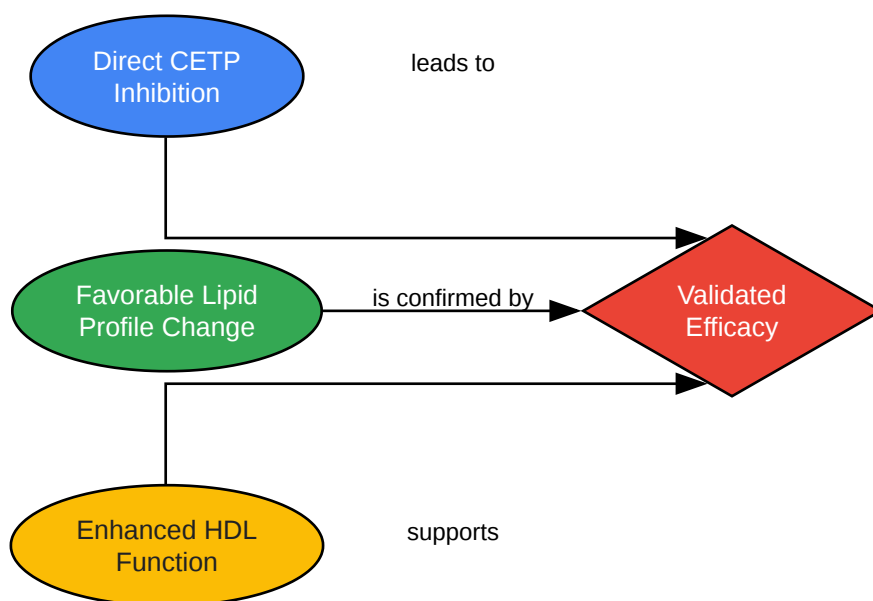 Direct CETP
Inhibition
leads to
Favorable Lipid
Profile Change
is confirmed by
Validated
Efficacy
Enhanced HDL
Function
supports